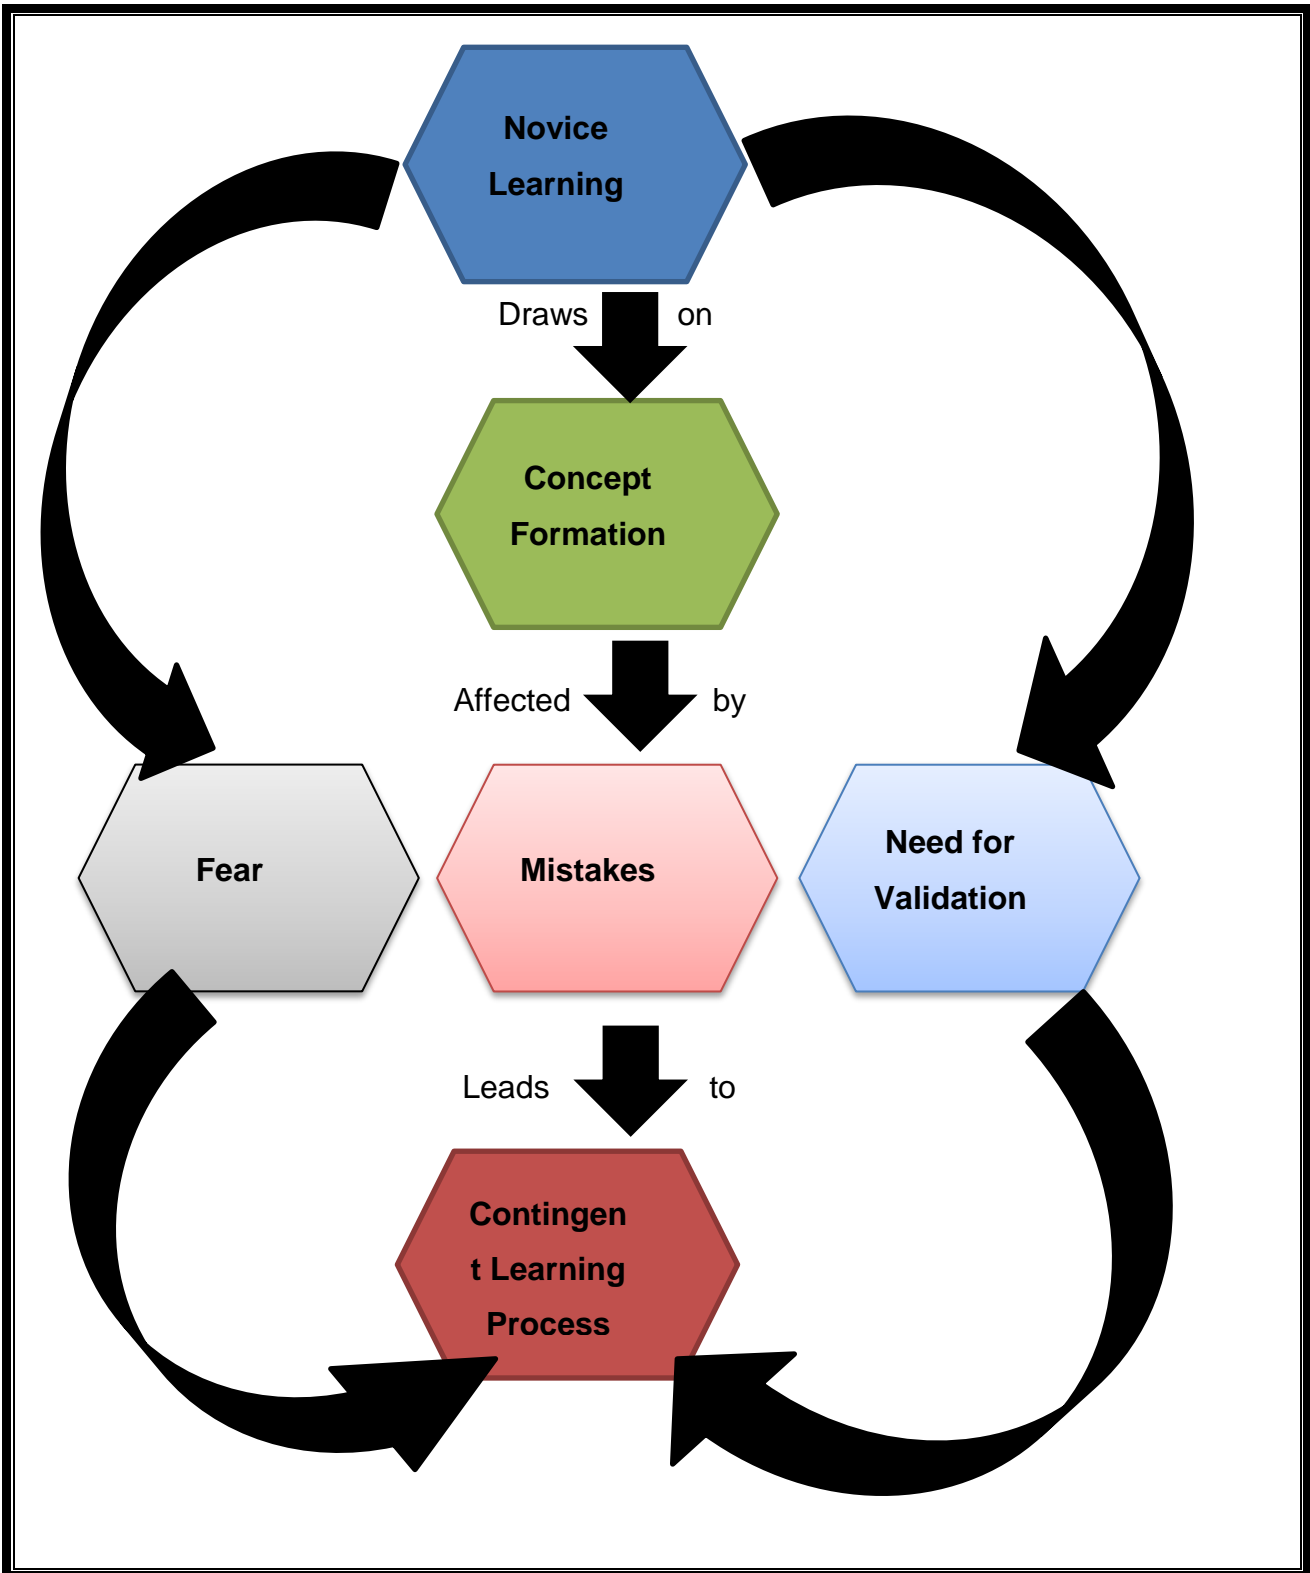 Novice
Learning
Draws on
Concept
Formation
Affected by
Fear
Mistakes
Need for
Validation
Leads to
Contingen
t Learning
Process